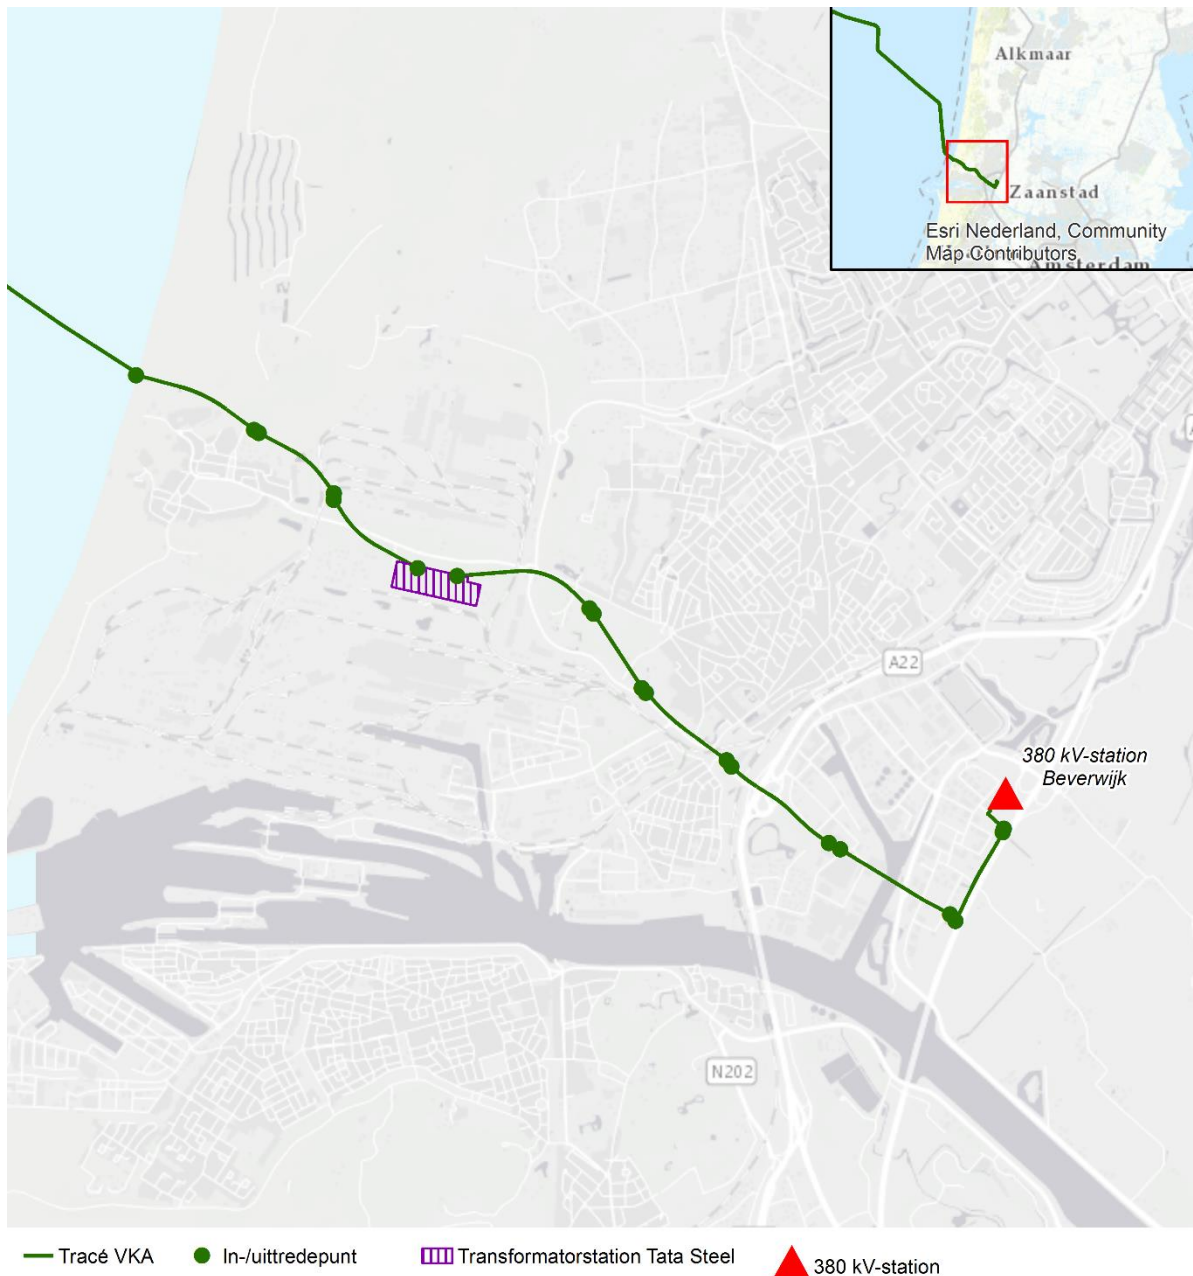 Alkmaar
Zaanstad
Esri Nederland, Community
Map Contributors
Amsterdam
A22
380 kV-station
Beverwijk
N202
Tracé VKA
In-/uittredepunt
Transformatorstation Tata Steel
380 kV-station